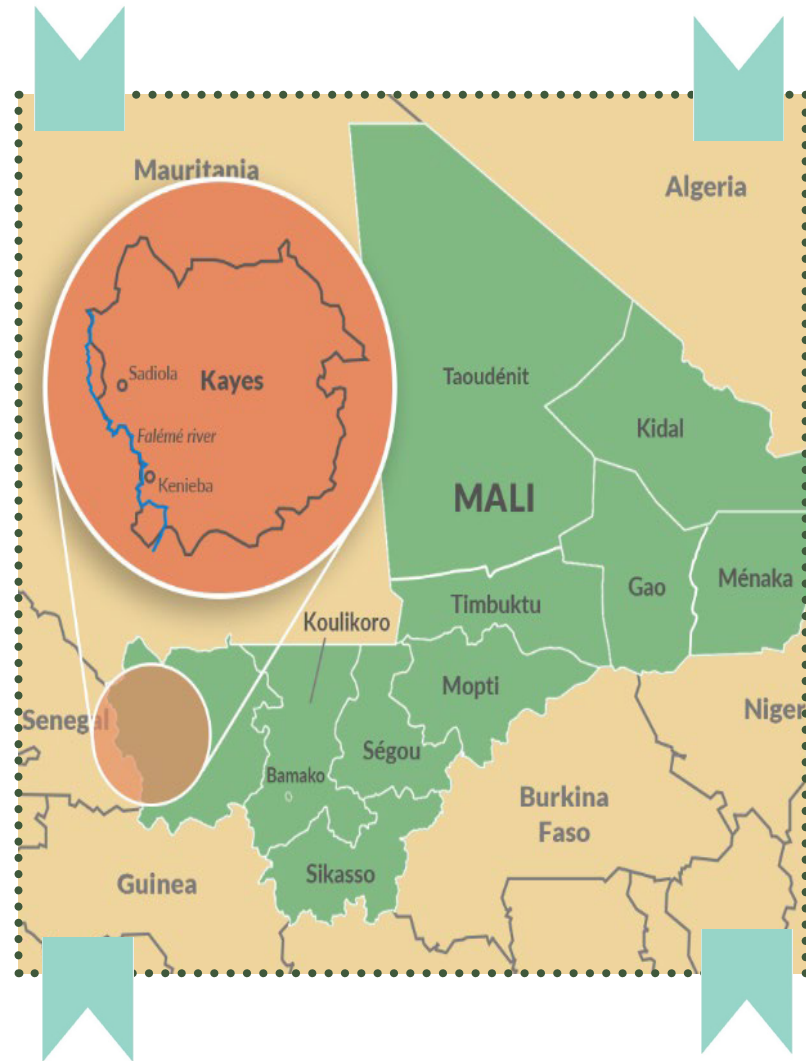 Mauritania
Algeria
Sadiola
Kayes
Taoudénit
Kidal
Falémé river
Kenieba
MALI
Gao
Ménaka
Timbuktu
Koulikoro
Mopti
Senegal
Niger
Ségou
Bamako
Burkina
Faso
Sikasso
Guinea